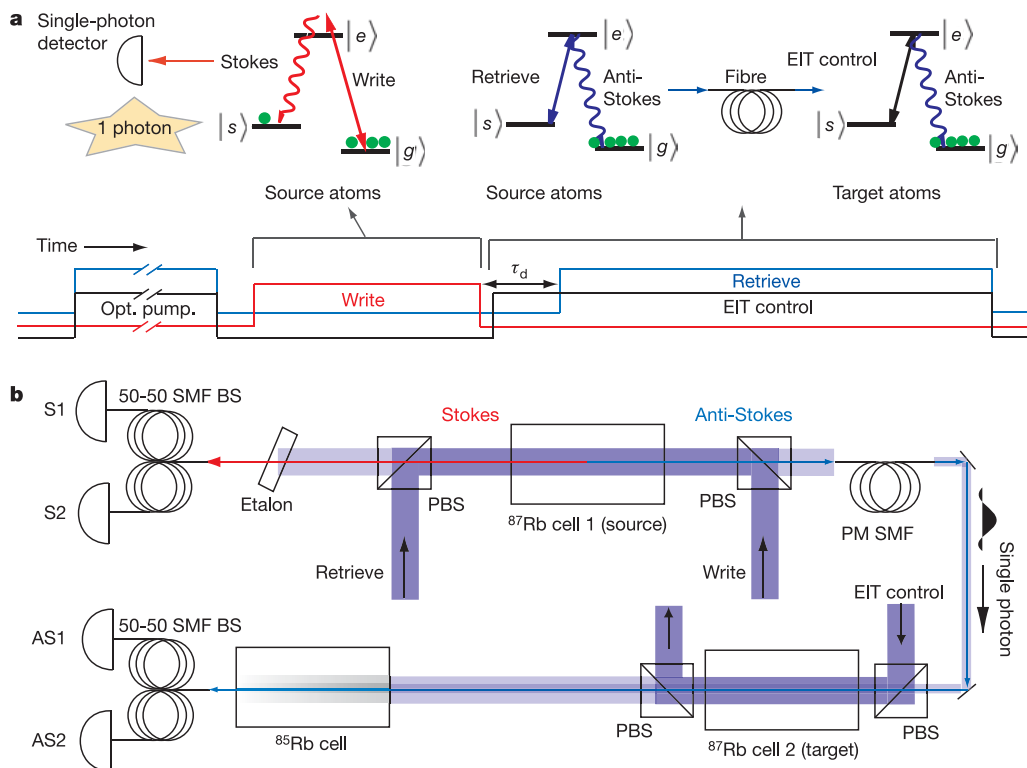 a
Single-photon
detector
Stokes
|e⟩
Write
1 photon
|s⟩
|g⟩
Source atoms
|e⟩
Retrieve
Anti-
Stokes
|s⟩
|g⟩
Source atoms
Fibre
EIT control
|e⟩
Anti-
Stokes
|s⟩
|g⟩
Target atoms
Time
τd
Opt. pump.
Write
Retrieve
EIT control
b
S1
50-50 SMF BS
S2
Etalon
Stokes
Anti-Stokes
PBS
87Rb cell 1 (source)
PBS
PM SMF
Retrieve
Write
Single photon
EIT control
AS1
50-50 SMF BS
AS2
85Rb cell
PBS
87Rb cell 2 (target)
PBS